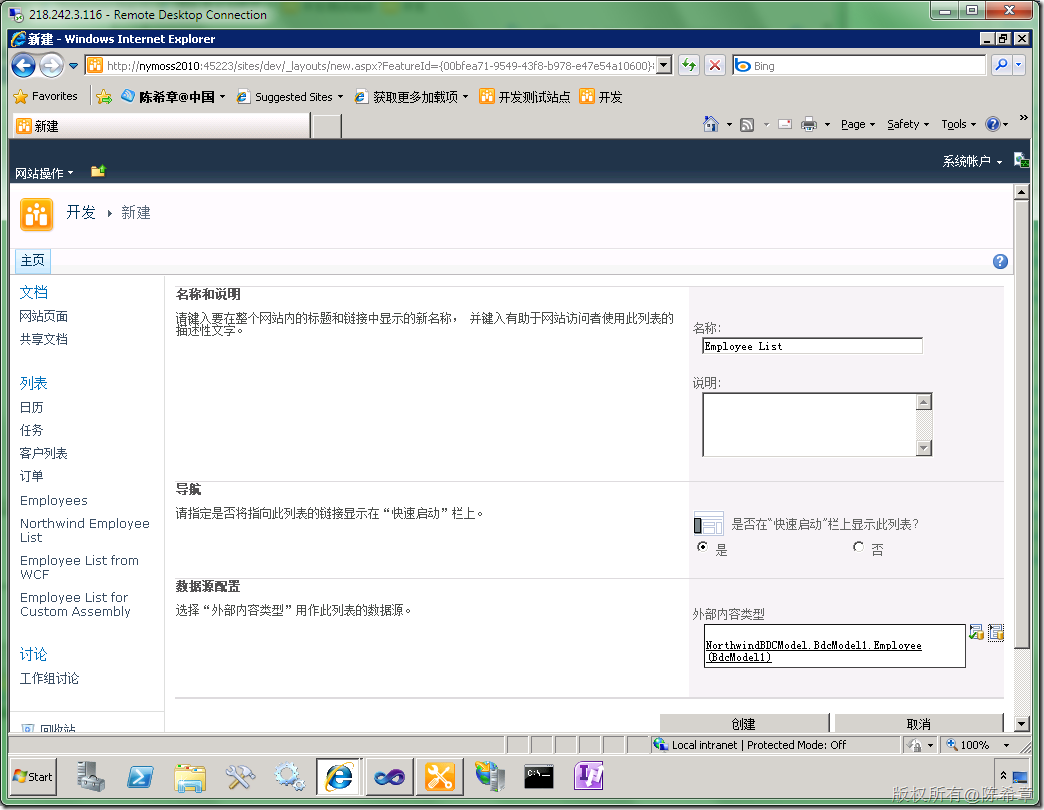 218.242.3.116 - Remote Desktop Connection
新建 - Windows Internet Explorer
http://nymoss2010:45223/sites/dev/_layouts/new.aspx?FeatureId={00bfea71-9549-43f8-b978-e47e54a10600}&
Bing
Favorites
陈希章@中国
Suggested Sites
获取更多加载项
开发测试站点
开发
新建
Page
Safety
Tools
»
网站操作
系统帐户
开发
新建
主页
文档
网站页面
共享文档
列表
日历
任务
客户列表
订单
Employees
Northwind Employee
List
Employee List from
WCF
Employee List for
Custom Assembly
讨论
工作组讨论
回收站
名称和说明
请键入要在整个网站内的标题和链接中显示的新名称， 并键入有助于网站访问者使用此列表的
描述性文字。
名称:
Employee List
说明:
导航
请指定是否将指向此列表的链接显示在“快速启动”栏上。
是否在“快速启动”栏上显示此列表?
是
否
数据源配置
选择“外部内容类型”用作此列表的数据源。
外部内容类型
NorthwindBDCModel.BdcModel1.Employee
(BdcModel1)
创建
取消
Local intranet | Protected Mode: Off
100%
Start
版权所有@陈希章